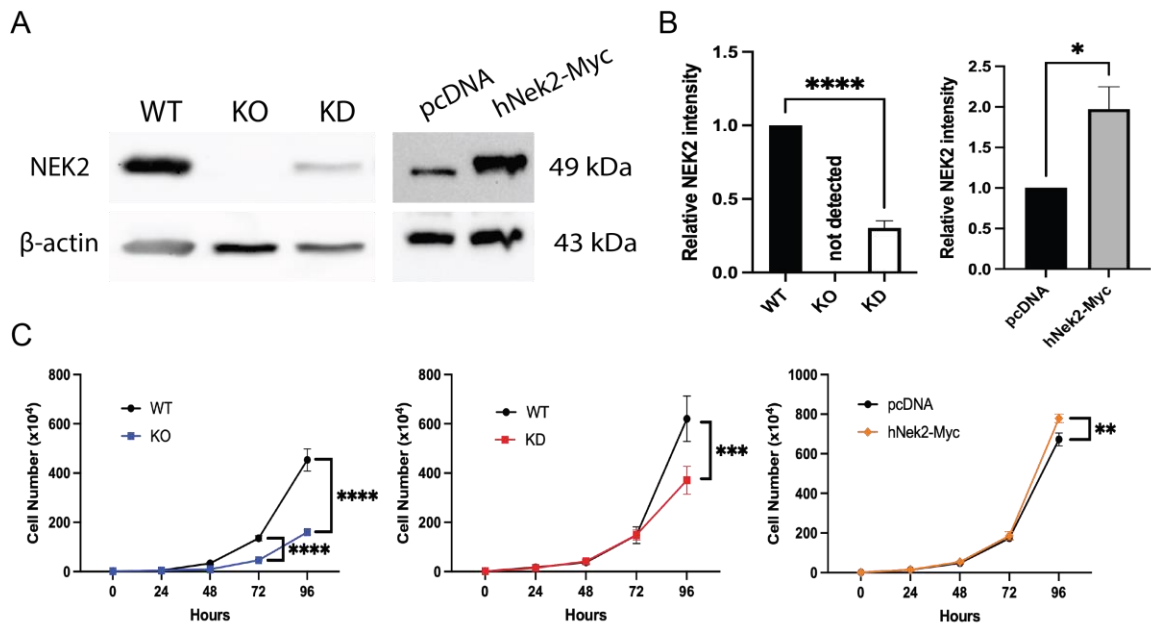 A
WT KO KD pcDNA hNek2-Myc
NEK2 49 kDa
β-actin 43 kDa
B
Relative NEK2 intensity
1.5
1.0
0.5
0.0
****
not detected
WT KO KD
Relative NEK2 intensity
2.5
2.0
1.5
1.0
0.5
0.0
*
pcDNA hNek2-Myc
C
Cell Number (x10⁴)
800
600
400
200
0
WT
KO
****
****
0 24 48 72 96
Hours
Cell Number (x10⁴)
800
600
400
200
0
WT
KD
***
0 24 48 72 96
Hours
Cell Number (x10⁴)
1000
800
600
400
200
0
pcDNA
hNek2-Myc
**
0 24 48 72 96
Hours